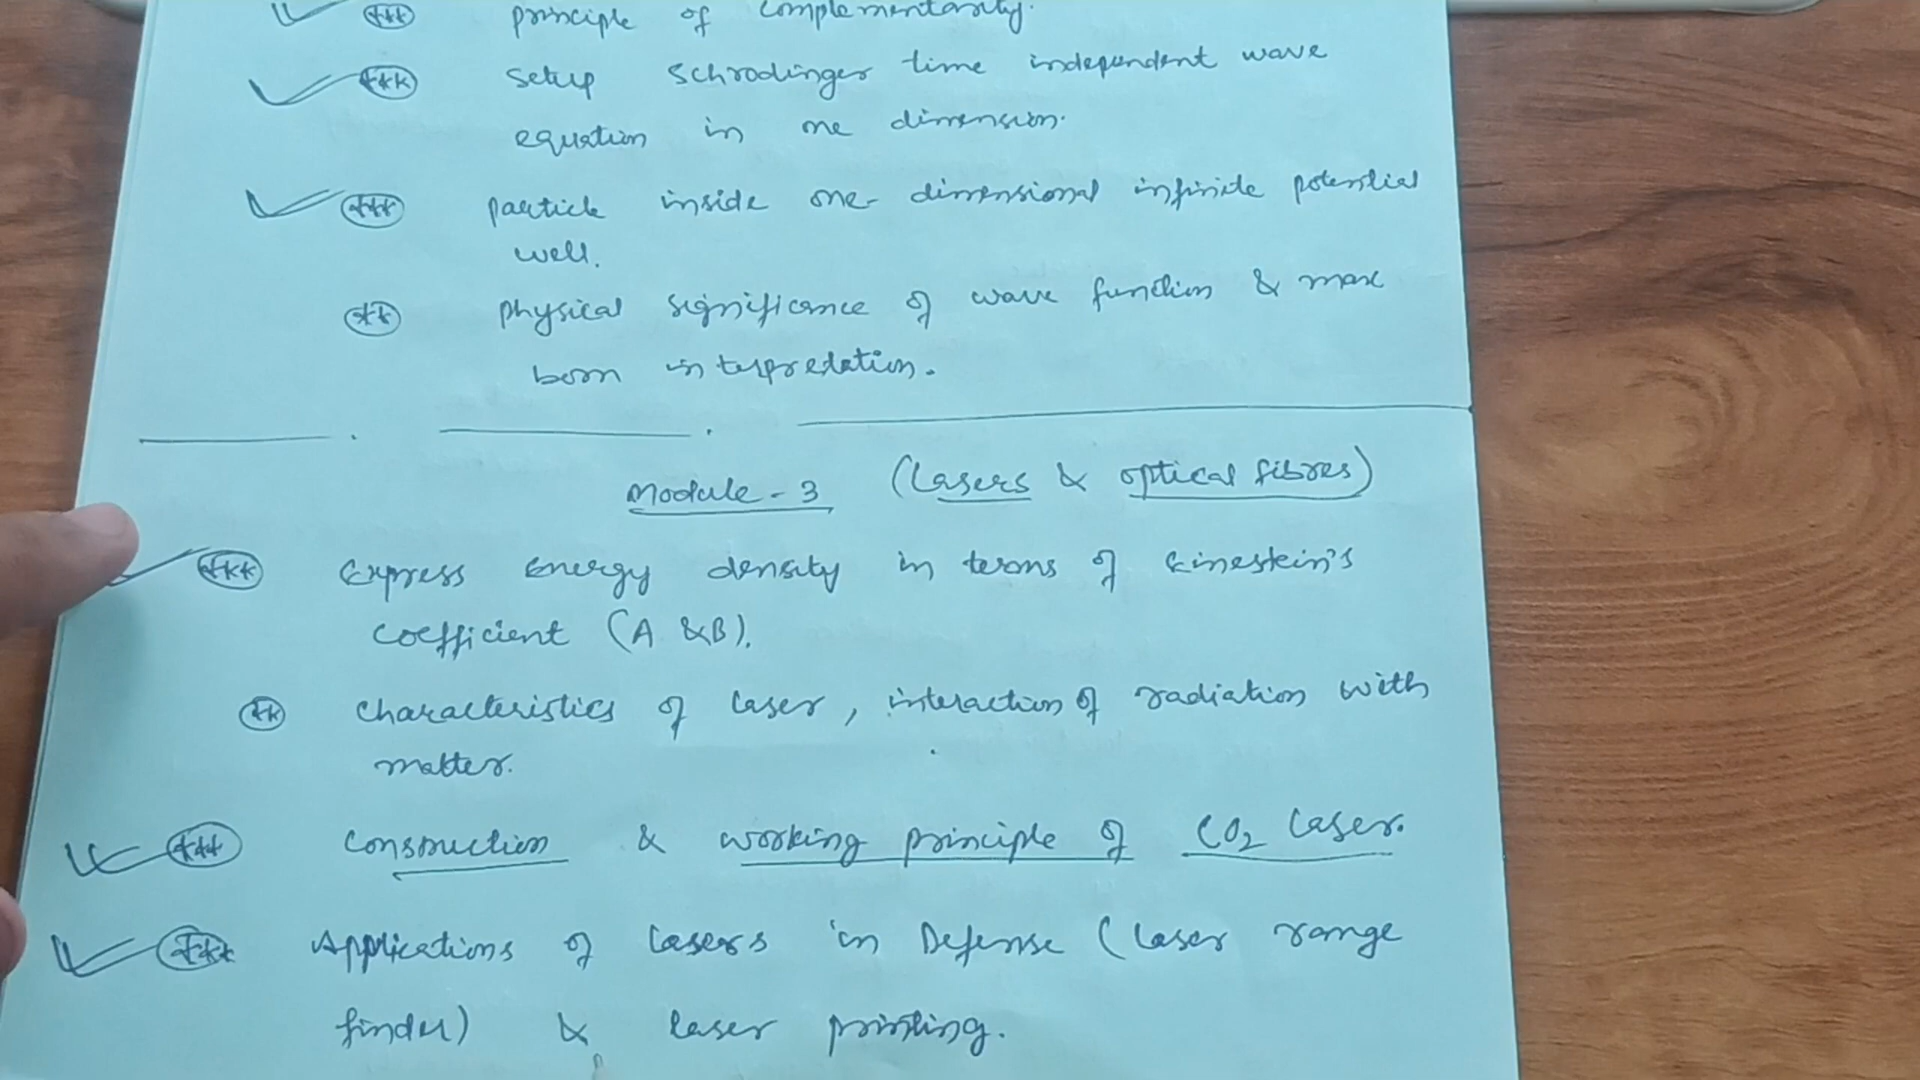 *** principle of complementarity.
*** Setup Schrodinger time independent wave
equation in one dimension.
*** particle inside one-dimensional infinite potential
well.
** physical significance of wave function & max
born interpretation.
Module-3 (Lasers & optical fibres)
*** Express Energy density in terms of Einestein's
coefficient (A & B).
** characteristics of laser, interaction of radiation with
matter.
*** Construction & working principle of CO2 laser.
*** Applications of lasers in Defense (laser range
finder) & laser printing.